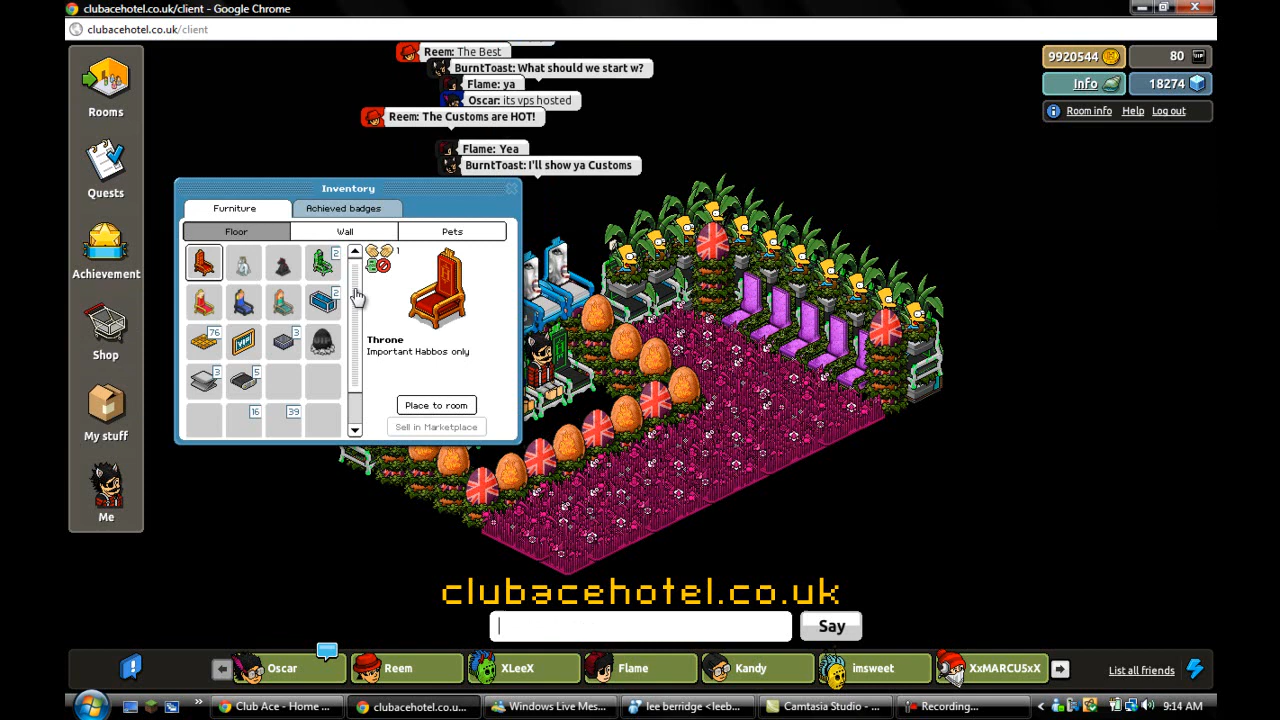 clubacehotel.co.uk/client - Google Chrome
clubacehotel.co.uk/client
Rooms
Quests
Achievement
Shop
My stuff
Me
Reem: The Best
BurntToast: What should we start w?
Flame: ya
Oscar: its vps hosted
Reem: The Customs are HOT!
Flame: Yea
BurntToast: I'll show ya Customs
9920544
80
Info
18274
Room info Help Log out
Inventory
Furniture Achieved badges
Floor Wall Pets
1
2
2
76
3
3
5
16
39
Throne
Important Habbos only
Place to room
Sell in Marketplace
clubacehotel.co.uk
Say
Oscar Reem XLeeX Flame Kandy imsweet XxMARCU5xX List all friends
Club Ace - Home ... clubacehotel.co.u... Windows Live Mes... lee berridge <leeb... Camtasia Studio - ... Recording... 9:14 AM